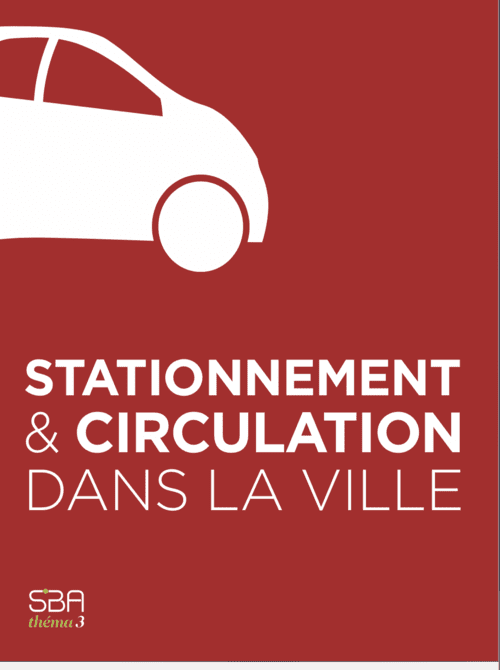 STATIONNEMENT
& CIRCULATION
DANS LA VILLE
SBA
théma 3